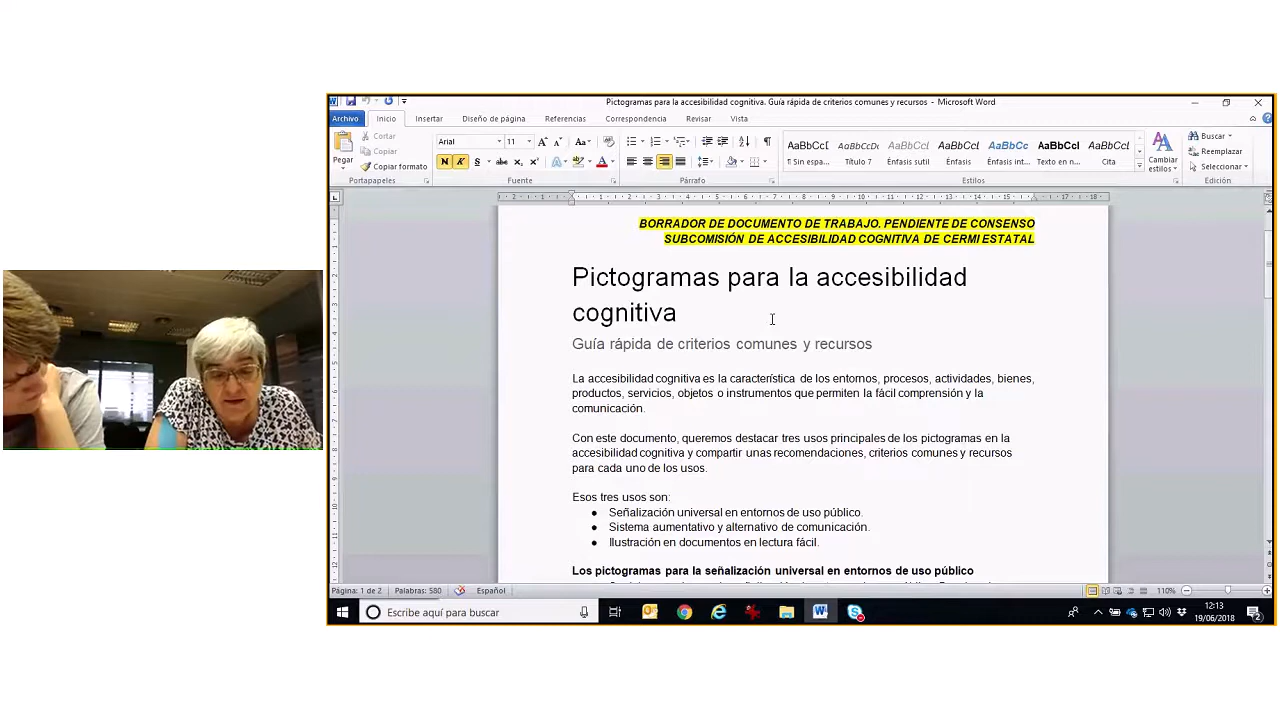 Pictogramas para la accesibilidad cognitiva. Guía rápida de criterios comunes y recursos - Microsoft Word
Archivo Inicio Insertar Diseño de página Referencias Correspondencia Revisar Vista
Pegar
Cortar
Copiar
Copiar formato
Portapapeles
Arial 11
Fuente
Párrafo
AaBbCcI AaBbCcDc AaBbCcI AaBbCcI AaBbCc AaBbCcI AaBbCcI
¶ Sin espa... Título 7 Énfasis sutil Énfasis Énfasis int... Texto en n... Cita
Estilos
Cambiar
estilos
Buscar
Reemplazar
Seleccionar
Edición
BORRADOR DE DOCUMENTO DE TRABAJO. PENDIENTE DE CONSENSO
SUBCOMISIÓN DE ACCESIBILIDAD COGNITIVA DE CERMI ESTATAL
Pictogramas para la accesibilidad
cognitiva
Guía rápida de criterios comunes y recursos
La accesibilidad cognitiva es la característica de los entornos, procesos, actividades, bienes,
productos, servicios, objetos o instrumentos que permiten la fácil comprensión y la
comunicación.
Con este documento, queremos destacar tres usos principales de los pictogramas en la
accesibilidad cognitiva y compartir unas recomendaciones, criterios comunes y recursos
para cada uno de los usos.
Esos tres usos son:
● Señalización universal en entornos de uso público.
● Sistema aumentativo y alternativo de comunicación.
● Ilustración en documentos en lectura fácil.
Los pictogramas para la señalización universal en entornos de uso público
Página: 1 de 2 Palabras: 580 Español 110%
Escribe aquí para buscar
12:13
19/06/2018